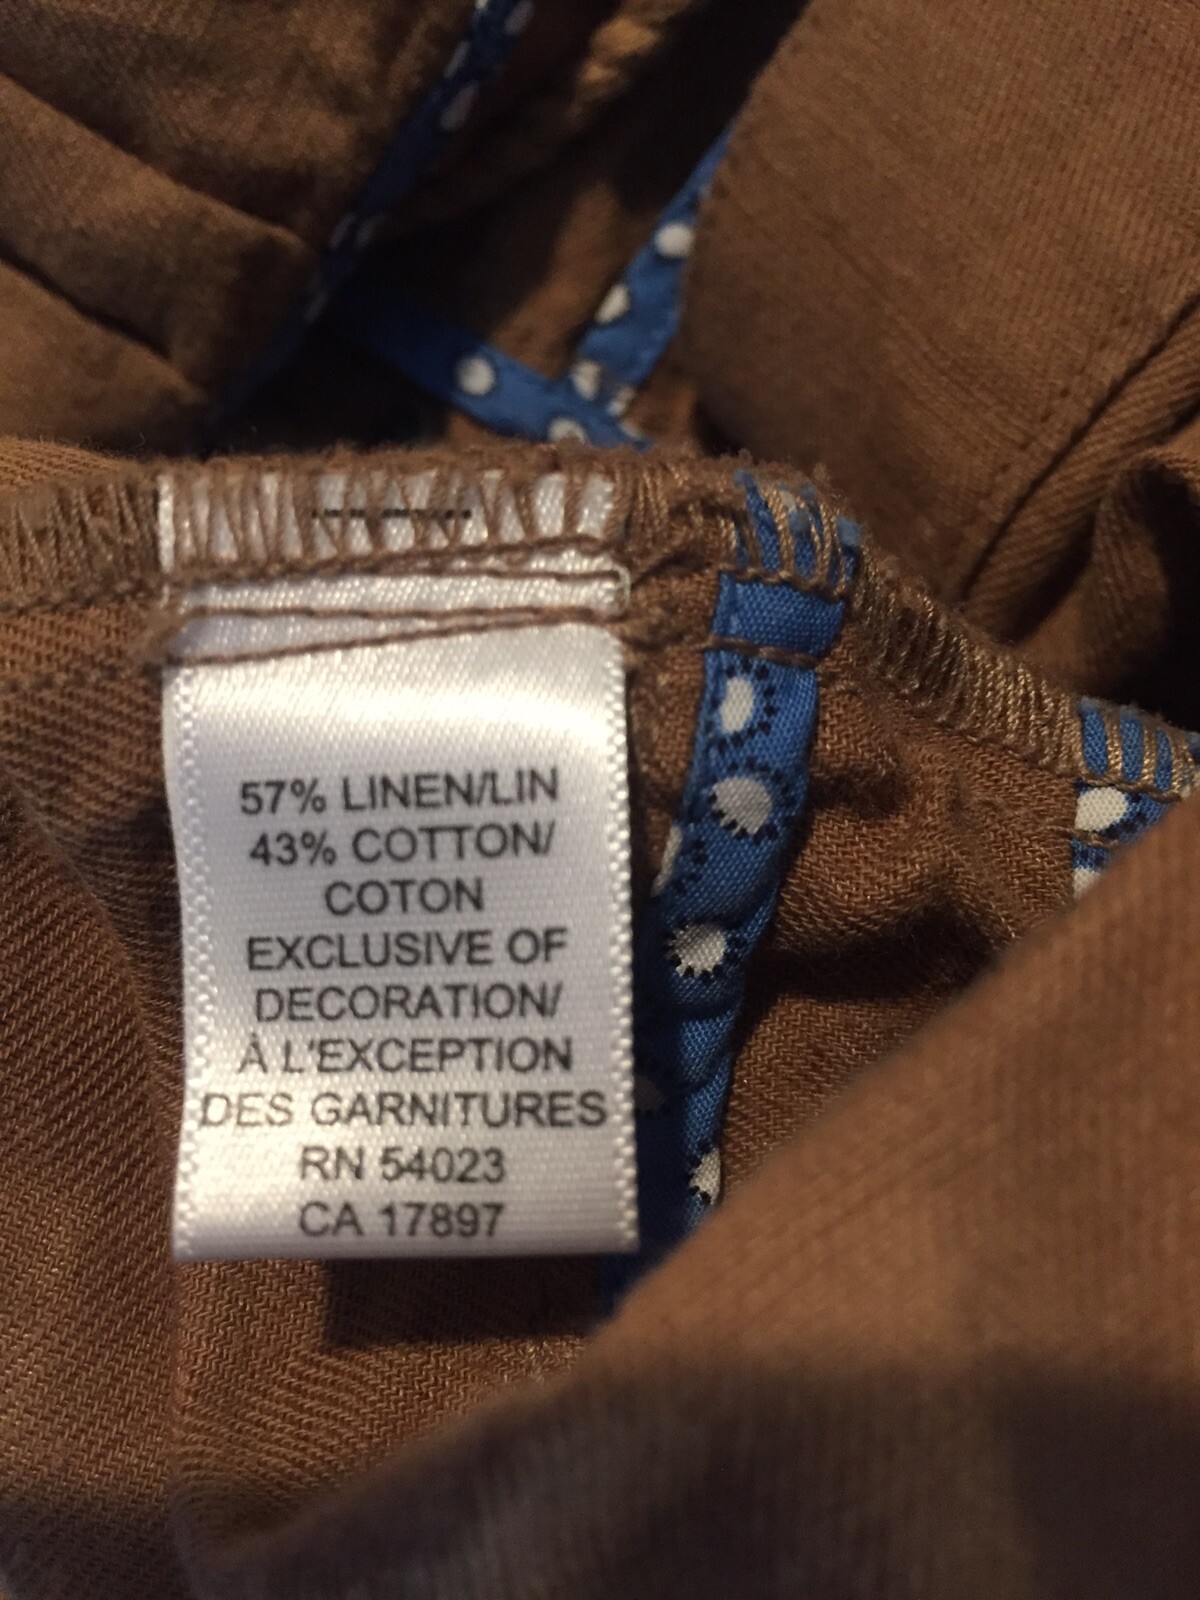 57% LINEN/LIN
43% COTTON/
COTON
EXCLUSIVE OF
DECORATION/
À L'EXCEPTION
DES GARNITURES
RN 54023
CA 17897